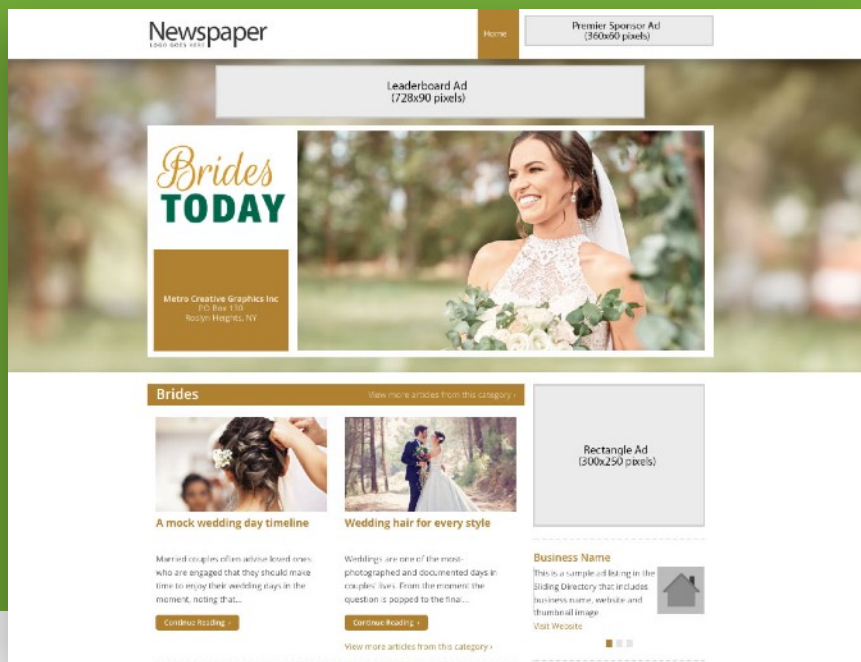 Newspaper
LOGO GOES HERE
Home
Premier Sponsor Ad
(360x60 pixels)
Leaderboard Ad
(728x90 pixels)
Brides
TODAY
Metro Creative Graphics Inc
PO Box 130
Roslyn Heights, NY
Brides
View more articles from this category ›
A mock wedding day timeline
Married couples often advise loved ones
who are engaged that they should make
time to enjoy their wedding days in the
moment, noting that...
Continue Reading ›
Wedding hair for every style
Weddings are one of the most-
photographed and documented days in
couples' lives. From the moment the
question is popped to the final...
Continue Reading ›
View more articles from this category ›
Rectangle Ad
(300x250 pixels)
Business Name
This is a sample ad listing in the
Sliding Directory that includes
business name, website and
thumbnail image
Visit Website